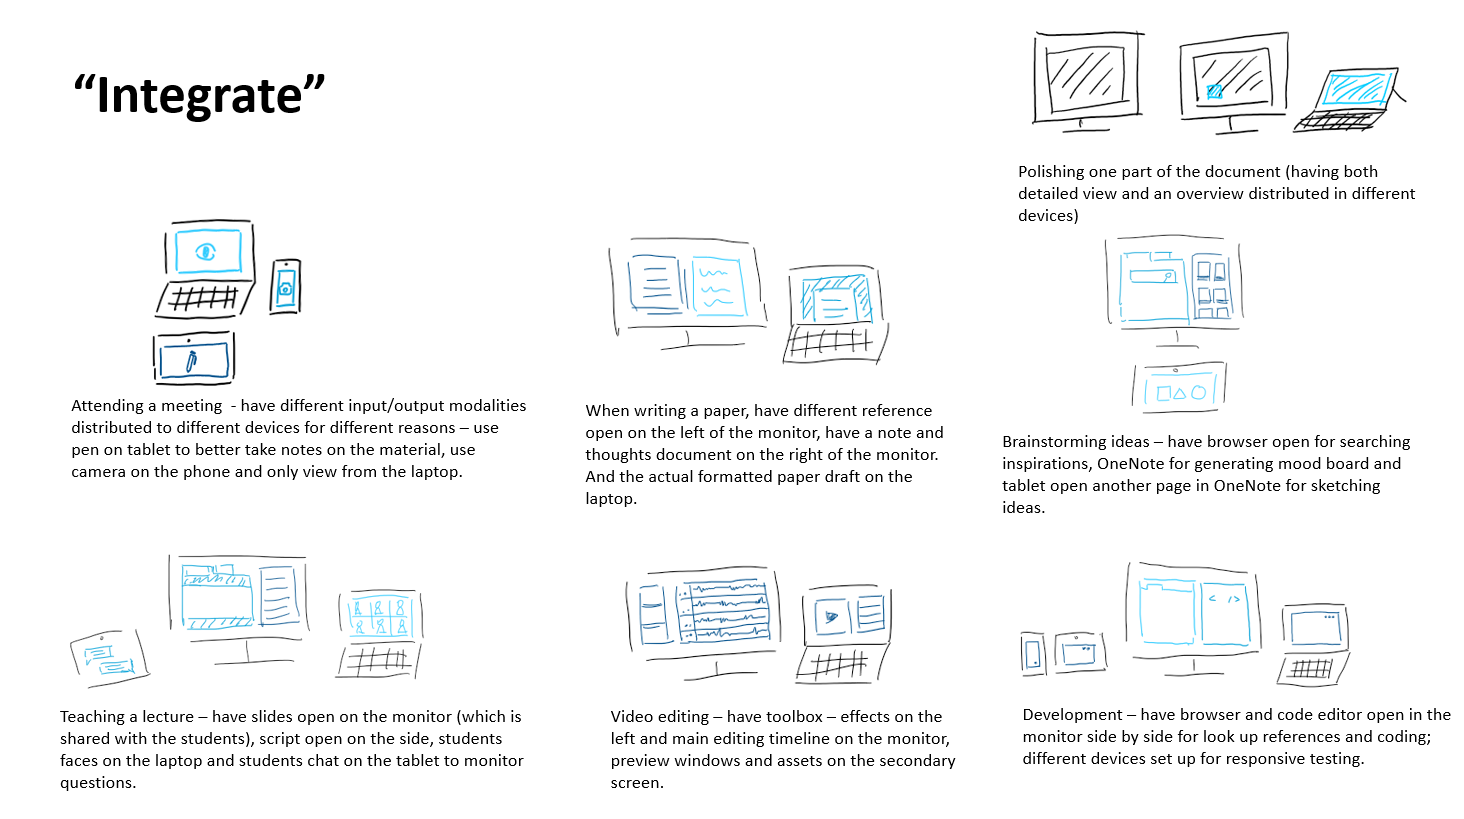 “Integrate”
Polishing one part of the document (having both
detailed view and an overview distributed in different
devices)
Attending a meeting  - have different input/output modalities
distributed to different devices for different reasons – use
pen on tablet to better take notes on the material, use
camera on the phone and only view from the laptop.
When writing a paper, have different reference
open on the left of the monitor, have a note and
thoughts document on the right of the monitor.
And the actual formatted paper draft on the
laptop.
Brainstorming ideas – have browser open for searching
inspirations, OneNote for generating mood board and
tablet open another page in OneNote for sketching
ideas.
Teaching a lecture – have slides open on the monitor (which is
shared with the students), script open on the side, students
faces on the laptop and students chat on the tablet to monitor
questions.
Video editing – have toolbox – effects on the
left and main editing timeline on the monitor,
preview windows and assets on the secondary
screen.
< />
Development – have browser and code editor open in the
monitor side by side for look up references and coding;
different devices set up for responsive testing.